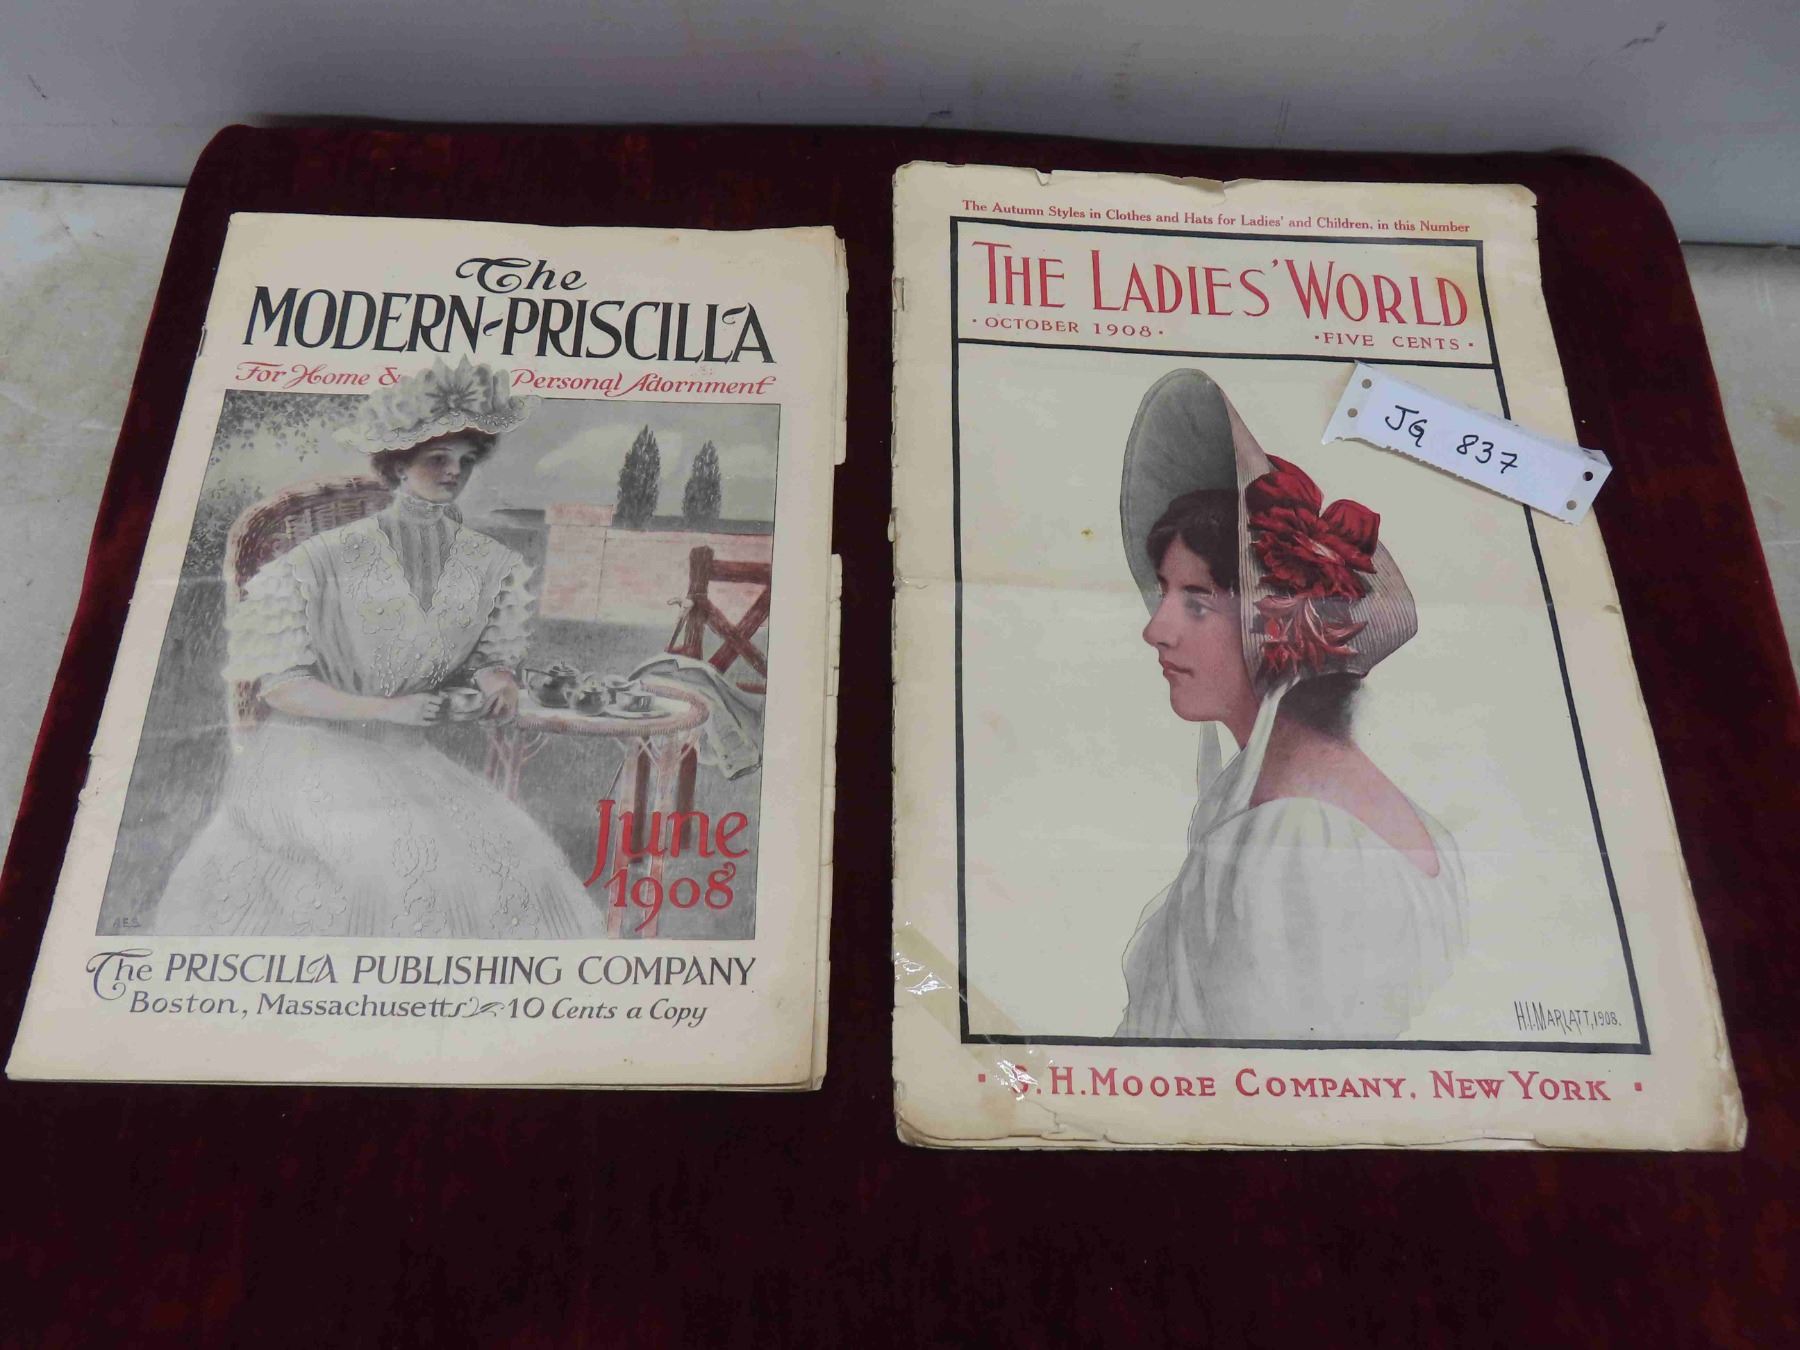 The
MODERN-PRISCILLA
For Home & Personal Adornment
June
1908
A.E.S.
The PRISCILLA PUBLISHING COMPANY
Boston, Massachusetts 10 Cents a Copy
The Autumn Styles in Clothes and Hats for Ladies' and Children, in this Number
THE LADIES' WORLD
· OCTOBER 1908 · · FIVE CENTS ·
JG 837
H.I. MARLATT, 1908.
· S. H. MOORE COMPANY, NEW YORK ·